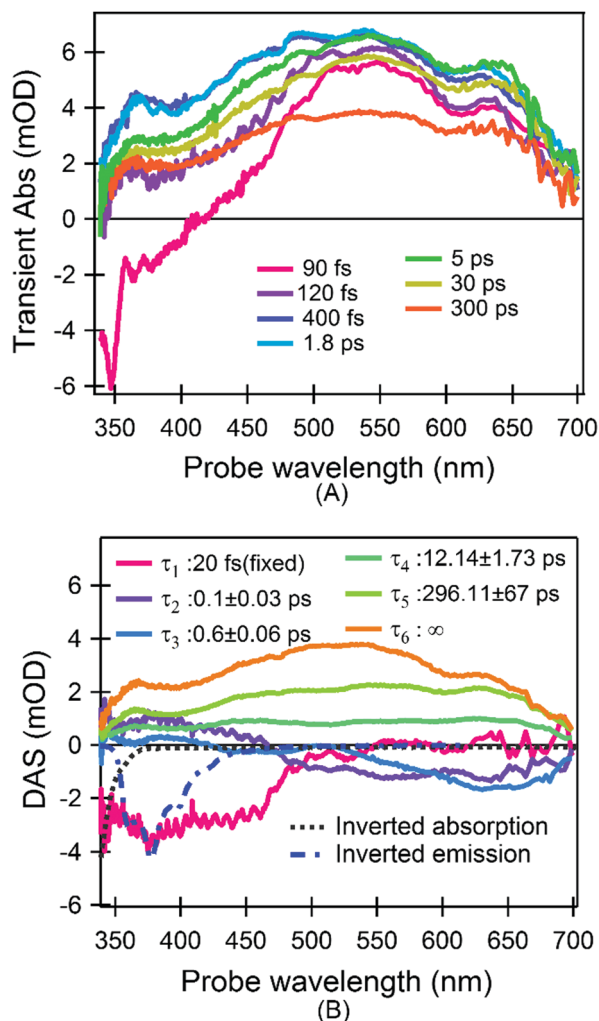 6
4
2
0
-2
-4
-6
Transient Abs (mOD)
90 fs
120 fs
400 fs
1.8 ps
5 ps
30 ps
300 ps
350 400 450 500 550 600 650 700
Probe wavelength (nm)
(A)
6
4
2
0
-2
-4
-6
DAS (mOD)
τ1 :20 fs(fixed)
τ2 :0.1±0.03 ps
τ3 :0.6±0.06 ps
τ4 :12.14±1.73 ps
τ5 :296.11±67 ps
τ6 : ∞
Inverted absorption
Inverted emission
350 400 450 500 550 600 650 700
Probe wavelength (nm)
(B)